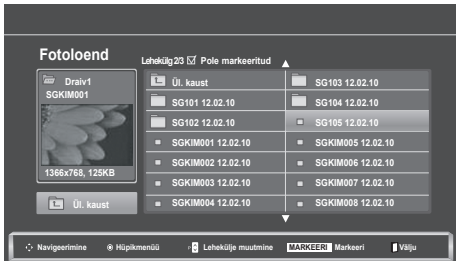 Fotoloend
Lehekülg 2/3 ☑ Pole markeeritud
Draiv1
SGKIM001
1366x768, 125KB
Ül. kaust
Ül. kaust
SG101 12.02.10
SG102 12.02.10
SGKIM001 12.02.10
SGKIM002 12.02.10
SGKIM003 12.02.10
SGKIM004 12.02.10
SG103 12.02.10
SG104 12.02.10
SG105 12.02.10
SGKIM005 12.02.10
SGKIM006 12.02.10
SGKIM007 12.02.10
SGKIM008 12.02.10
Navigeerimine Hüpikmenüü P Lehekülje muutmine MARKEERI Markeeri Välju